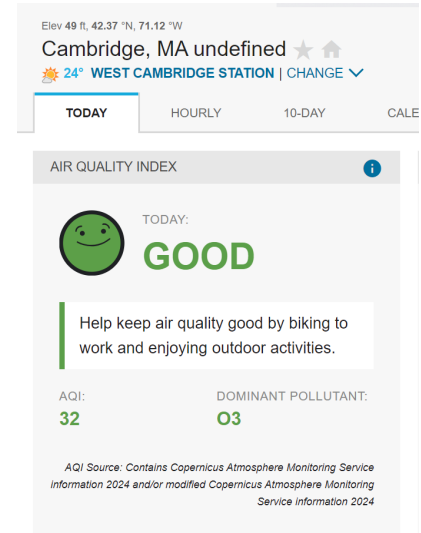 Elev 49 ft, 42.37 °N, 71.12 °W
Cambridge, MA undefined
24° WEST CAMBRIDGE STATION | CHANGE
TODAY HOURLY 10-DAY CALE
AIR QUALITY INDEX
TODAY:
GOOD
Help keep air quality good by biking to
work and enjoying outdoor activities.
AQI: DOMINANT POLLUTANT:
32 O3
AQI Source: Contains Copernicus Atmosphere Monitoring Service
information 2024 and/or modified Copernicus Atmosphere Monitoring
Service information 2024